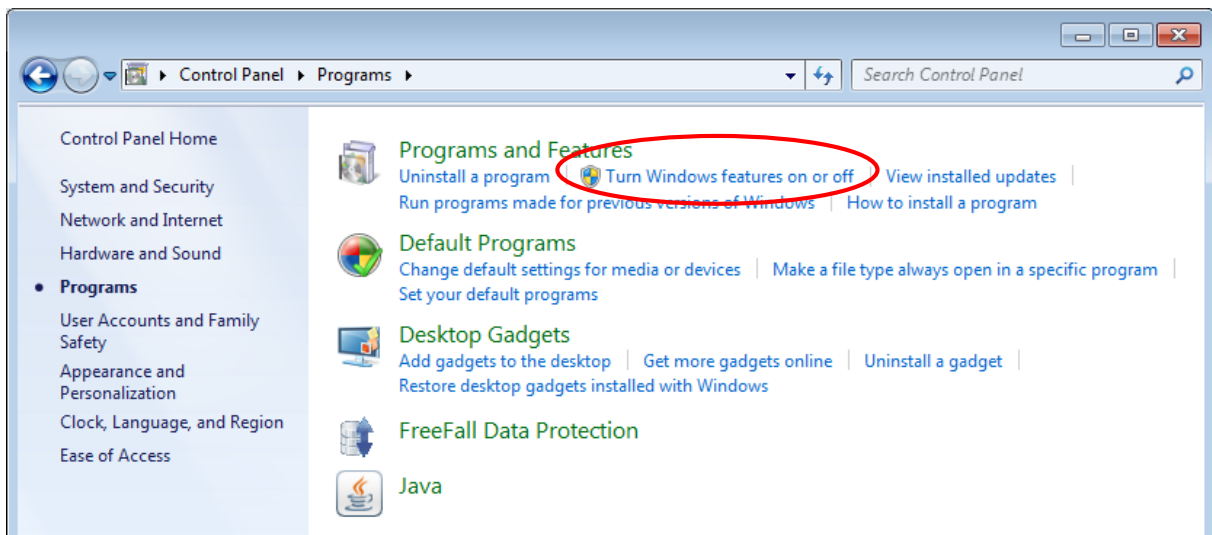 Control Panel Programs
Search Control Panel
Control Panel Home
System and Security
Network and Internet
Hardware and Sound
Programs
User Accounts and Family
Safety
Appearance and
Personalization
Clock, Language, and Region
Ease of Access
Programs and Features
Uninstall a program Turn Windows features on or off View installed updates
Run programs made for previous versions of Windows How to install a program
Default Programs
Change default settings for media or devices Make a file type always open in a specific program
Set your default programs
Desktop Gadgets
Add gadgets to the desktop Get more gadgets online Uninstall a gadget
Restore desktop gadgets installed with Windows
FreeFall Data Protection
Java